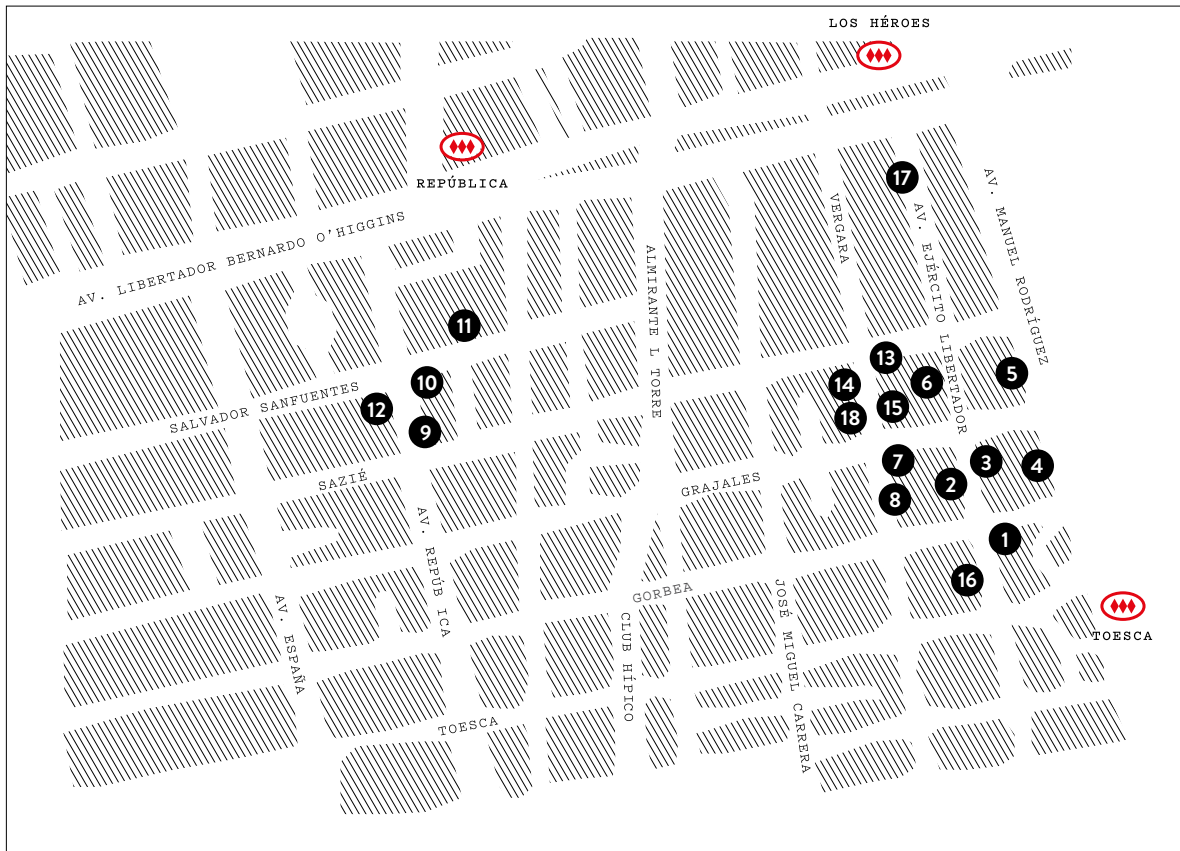 LOS HÉROES
REPÚBLICA
17
AV. MANUEL RODRÍGUEZ
VERGARA
AV. EJÉRCITO LIBERTADOR
AV. LIBERTADOR BERNARDO O'HIGGINS
ALMIRANTE L TORRE
11
13
5
10
14
6
SALVADOR SANFUENTES
12
15
18
9
7
3
4
SAZIÉ
GRAJALES
2
8
AV. REPÚB ICA
1
16
GORBEA
TOESCA
AV. ESPAÑA
CLUB HÍPICO
JOSÉ MIGUEL CARRERA
TOESCA